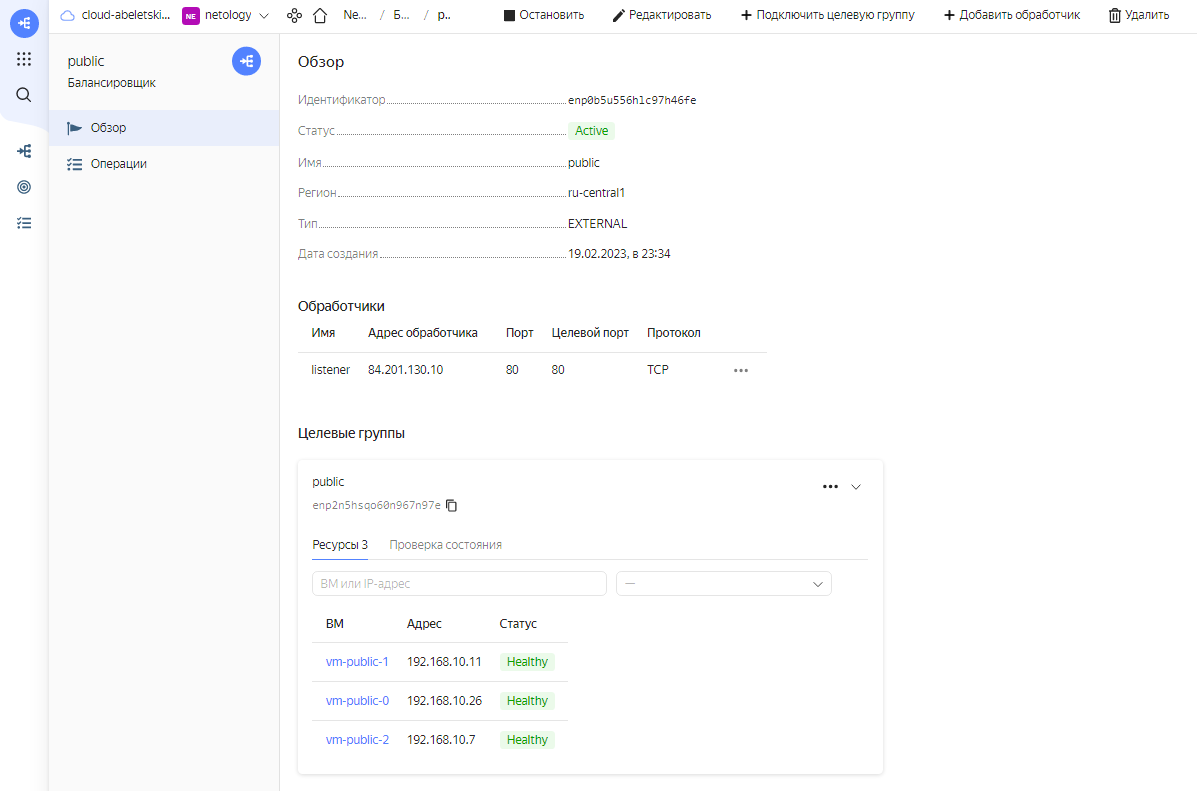 cloud-abeletski... NE netology Ne... / Б... / р.. Остановить Редактировать + Подключить целевую группу + Добавить обработчик Удалить
public
Балансировщик
Обзор
Операции
Обзор
Идентификатор enp0b5u556hlc97h46fe
Статус Active
Имя public
Регион ru-central1
Тип EXTERNAL
Дата создания 19.02.2023, в 23:34
Обработчики
Имя Адрес обработчика Порт Целевой порт Протокол
listener 84.201.130.10 80 80 TCP
Целевые группы
public
enp2n5hsqo60n967n97e
Ресурсы 3 Проверка состояния
ВМ или IP-адрес —
ВМ Адрес Статус
vm-public-1 192.168.10.11 Healthy
vm-public-0 192.168.10.26 Healthy
vm-public-2 192.168.10.7 Healthy